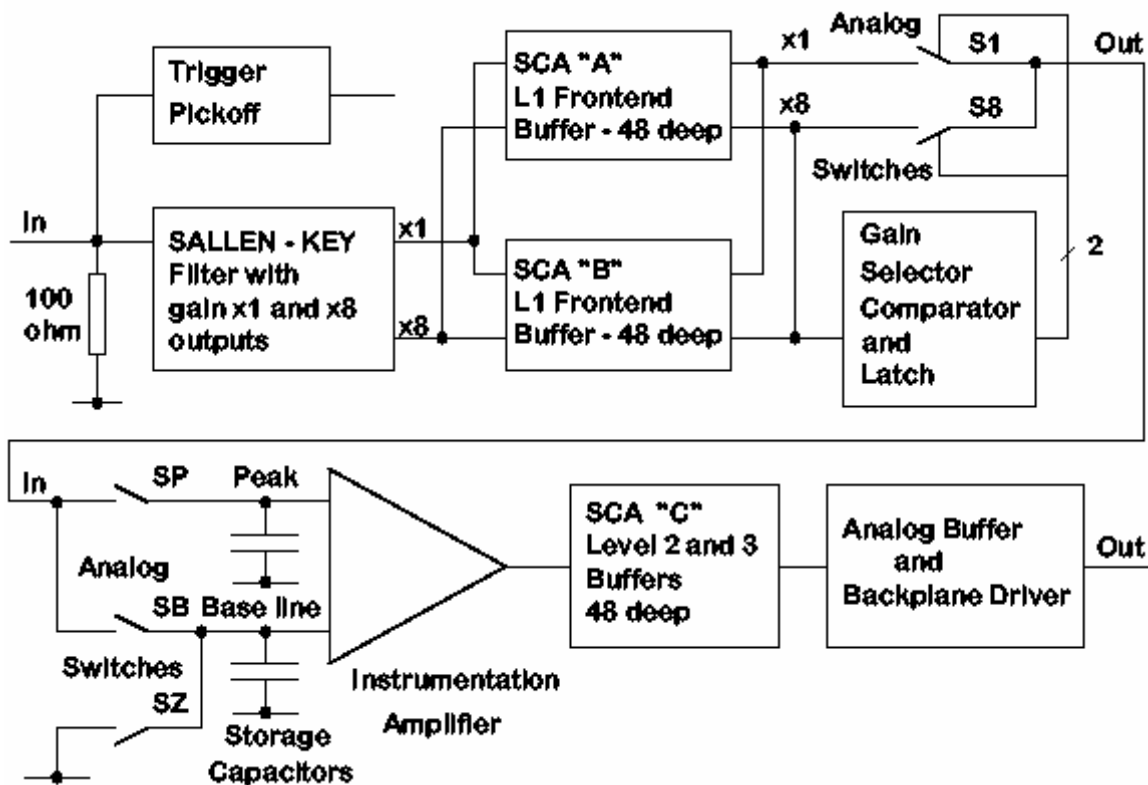 Trigger
Pickoff
SCA "A"
L1 Frontend
Buffer - 48 deep
x1
Analog
S1
Out
x8
S8
Switches
In
100
ohm
SALLEN - KEY
Filter with
gain x1 and x8
outputs
x1
x8
SCA "B"
L1 Frontend
Buffer - 48 deep
Gain
Selector
Comparator
and
Latch
2
In
SP
Peak
Analog
SB
Base line
Switches
SZ
Storage
Capacitors
Instrumentation
Amplifier
SCA "C"
Level 2 and 3
Buffers
48 deep
Analog Buffer
and
Backplane Driver
Out